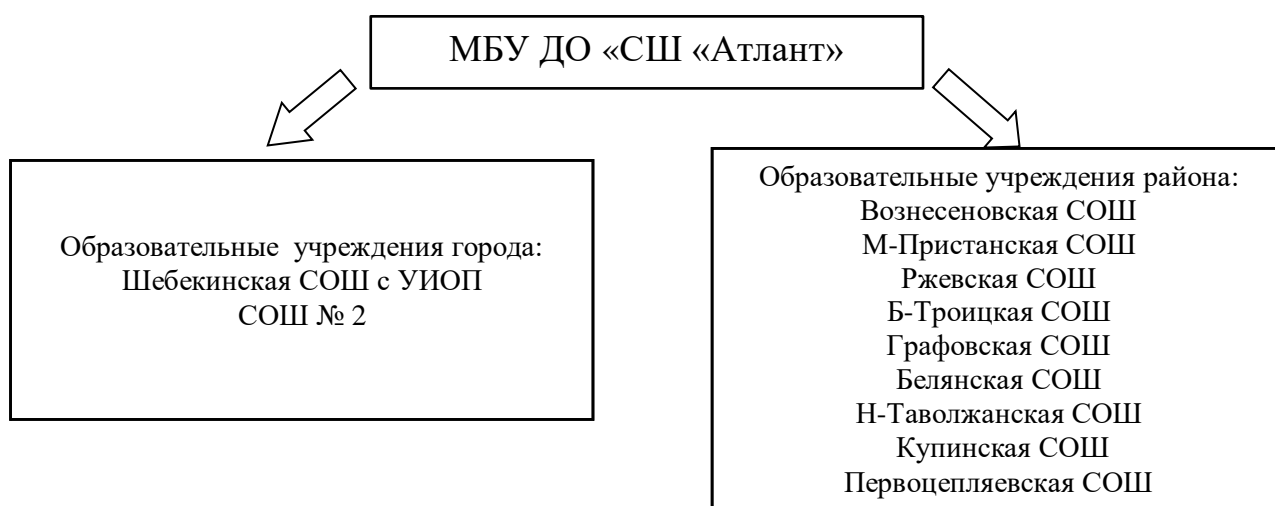 МБУ ДО «СШ «Атлант»
Образовательные учреждения города:
Шебекинская СОШ с УИОП
СОШ № 2
Образовательные учреждения района:
Вознесеновская СОШ
М-Пристанская СОШ
Ржевская СОШ
Б-Троицкая СОШ
Графовская СОШ
Белянская СОШ
Н-Таволжанская СОШ
Купинская СОШ
Первоцепляевская СОШ